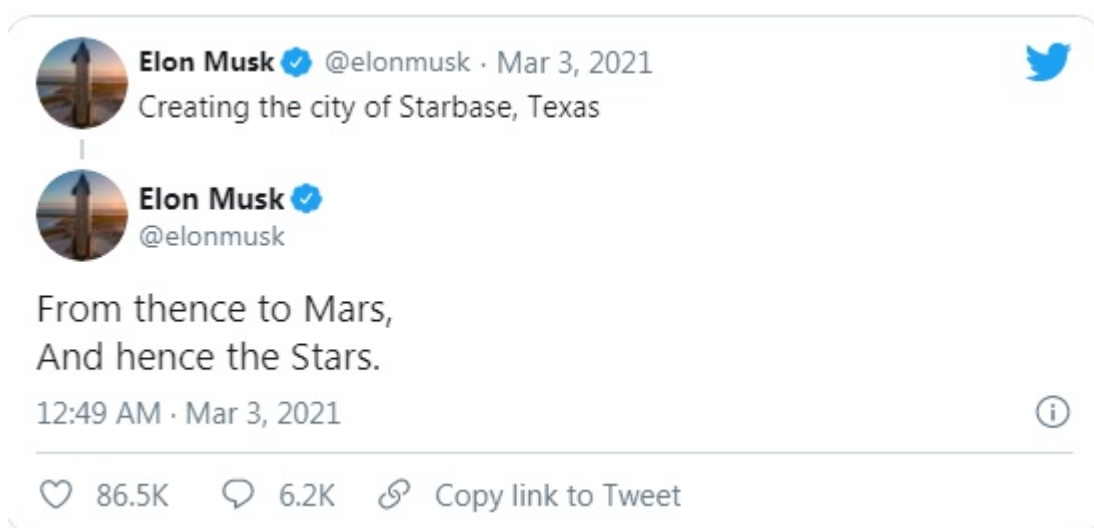 Elon Musk @elonmusk · Mar 3, 2021
Creating the city of Starbase, Texas
Elon Musk
@elonmusk
From thence to Mars,
And hence the Stars.
12:49 AM · Mar 3, 2021
86.5K 6.2K Copy link to Tweet